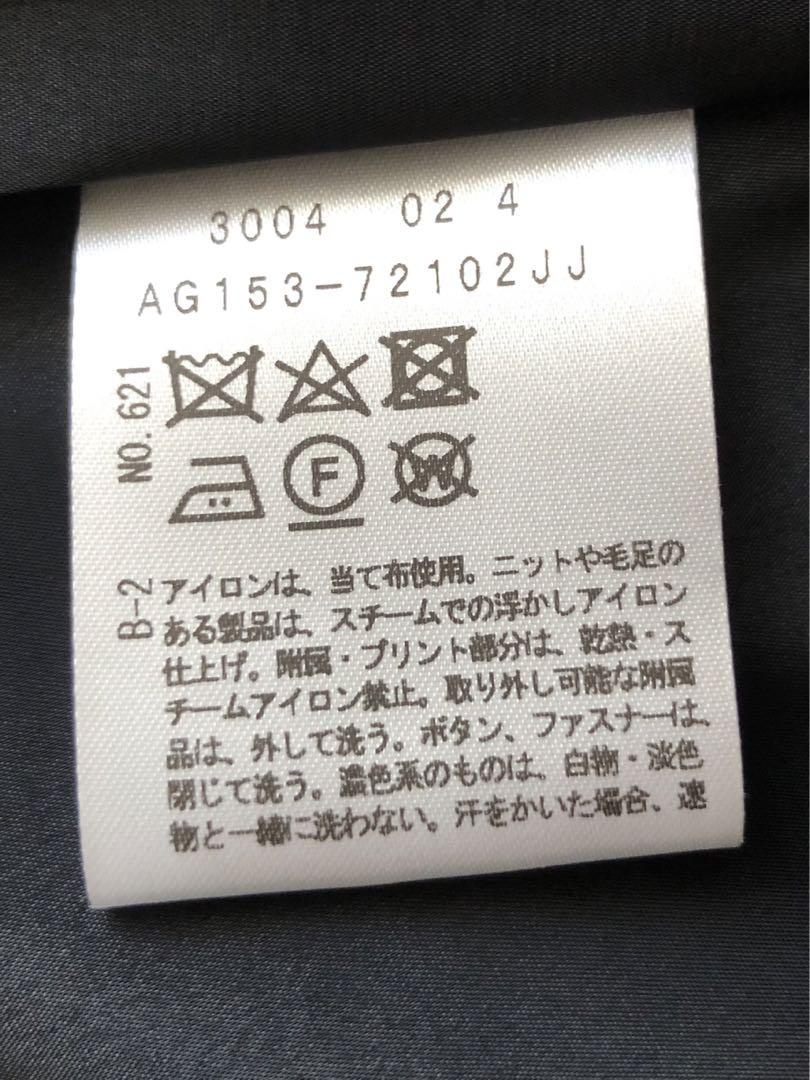 3004 02 4
AG153-72102JJ
NO. 621
F
W
B-2
アイロンは、当て布使用。ニットや毛足の
ある製品は、スチームでの浮かしアイロン
仕上げ。附属・プリント部分は、乾熱・ス
チームアイロン禁止。取り外し可能な附属
品は、外して洗う。ボタン、ファスナーは、
閉じて洗う。濃色系のものは、白物・淡色
物と一緒に洗わない。汗をかいた場合、速